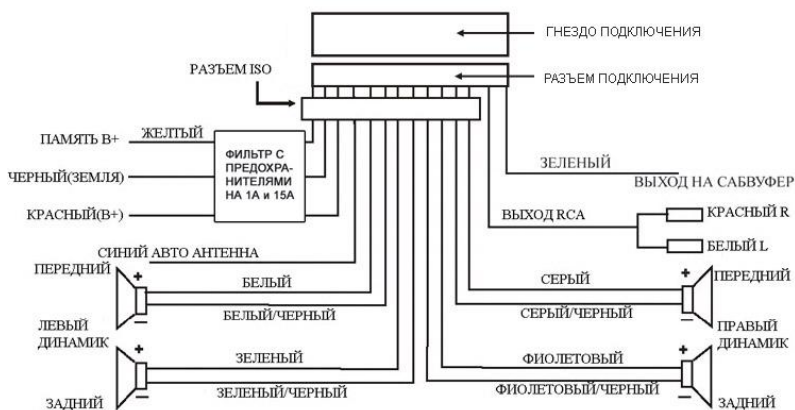 ГНЕЗДО ПОДКЛЮЧЕНИЯ
РАЗЪЕМ ISO
РАЗЪЕМ ПОДКЛЮЧЕНИЯ
ПАМЯТЬ В+
ЖЕЛТЫЙ
ФИЛЬТР С
ПРЕДОХРА-
НИТЕЛЯМИ
НА 1А и 15А
ЧЕРНЫЙ(ЗЕМЛЯ)
КРАСНЫЙ(В+)
ЗЕЛЕНЫЙ
ВЫХОД НА САБВУФЕР
ВЫХОД RCA
КРАСНЫЙ R
БЕЛЫЙ L
СИНИЙ АВТО АНТЕННА
ПЕРЕДНИЙ
+
БЕЛЫЙ
БЕЛЫЙ/ЧЕРНЫЙ
−
ЛЕВЫЙ
ДИНАМИК
СЕРЫЙ
СЕРЫЙ/ЧЕРНЫЙ
+
ПЕРЕДНИЙ
−
ПРАВЫЙ
ДИНАМИК
+
ЗЕЛЕНЫЙ
ЗЕЛЕНЫЙ/ЧЕРНЫЙ
−
ЗАДНИЙ
ФИОЛЕТОВЫЙ
ФИОЛЕТОВЫЙ/ЧЕРНЫЙ
+
−
ЗАДНИЙ